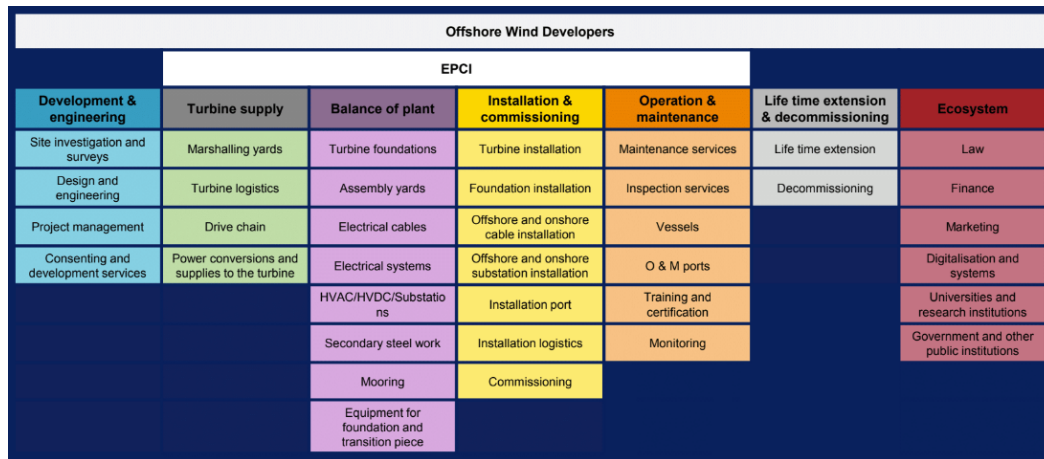 Offshore Wind Developers
EPCI
Development &
engineering
Turbine supply
Balance of plant
Installation &
commissioning
Operation &
maintenance
Life time extension
& decommissioning
Ecosystem
Site investigation and
surveys
Marshalling yards
Turbine foundations
Turbine installation
Maintenance services
Life time extension
Law
Design and
engineering
Turbine logistics
Assembly yards
Foundation installation
Inspection services
Decommissioning
Finance
Project management
Drive chain
Electrical cables
Offshore and onshore
cable installation
Vessels
Marketing
Consenting and
development services
Power conversions and
supplies to the turbine
Electrical systems
Offshore and onshore
substation installation
O & M ports
Digitalisation and
systems
HVAC/HVDC/Substatio
ns
Installation port
Training and
certification
Universities and
research institutions
Secondary steel work
Installation logistics
Monitoring
Government and other
public institutions
Mooring
Commissioning
Equipment for
foundation and
transition piece